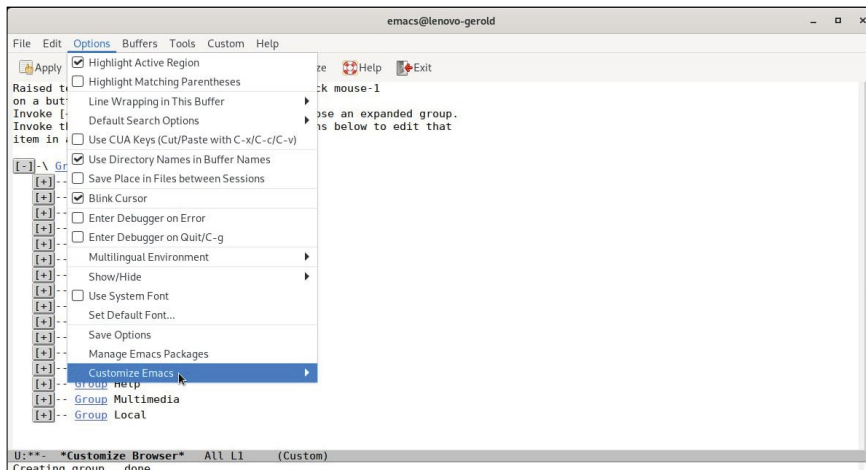 emacs@lenovo-gerold
File Edit Options Buffers Tools Custom Help
Apply ze Help Exit
Highlight Active Region
Highlight Matching Parentheses
Line Wrapping in This Buffer
Default Search Options
Use CUA Keys (Cut/Paste with C-x/C-c/C-v)
Use Directory Names in Buffer Names
Save Place in Files between Sessions
Blink Cursor
Enter Debugger on Error
Enter Debugger on Quit/C-g
Multilingual Environment
Show/Hide
Use System Font
Set Default Font...
Save Options
Manage Emacs Packages
Customize Emacs
Raised to ck mouse-1
on a but
Invoke [- ose an expanded group.
Invoke t ns below to edit that
item in a
[-]-\ Gr
[+]--
[+]--
[+]--
[+]--
[+]--
[+]--
[+]--
[+]--
[+]--
[+]--
[+]--
[+]--
[+]--
[+]-- Group Help
[+]-- Group Multimedia
[+]-- Group Local
U:**- *Customize Browser* All L1 (Custom)
Creating group...done